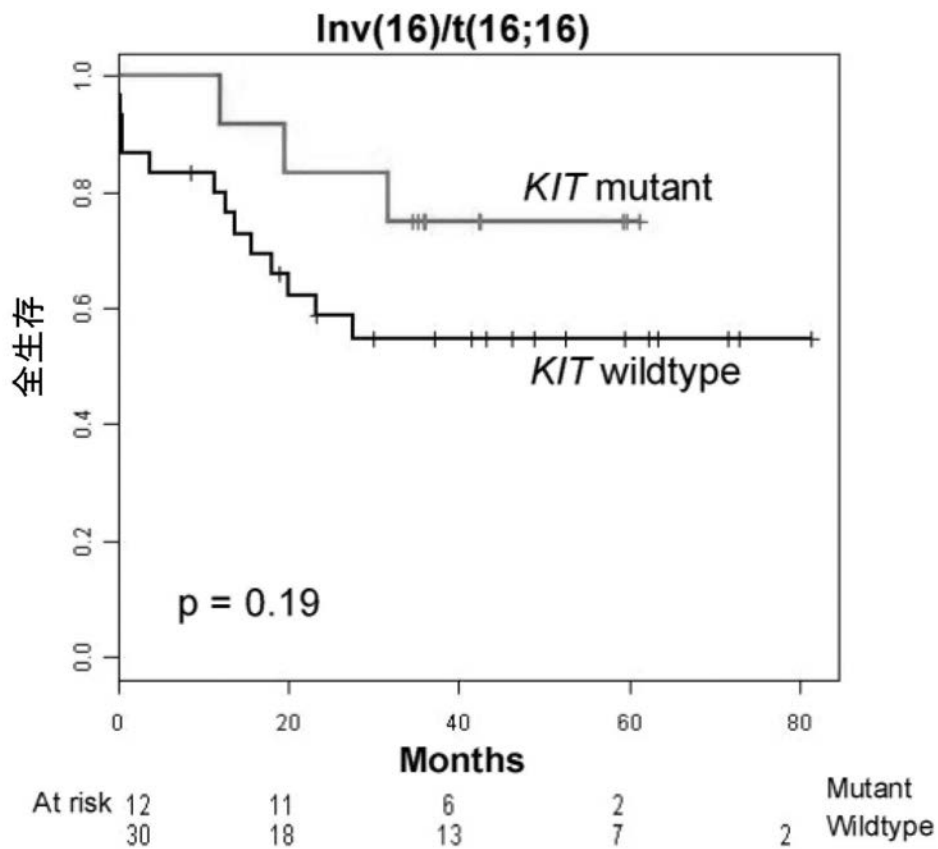 Inv(16)/t(16;16)
1.0
0.8
0.6
0.4
0.2
0.0
全生存
KIT mutant
KIT wildtype
p = 0.19
0 20 40 60 80
Months
At risk 12 11 6 2 Mutant
30 18 13 7 2 Wildtype